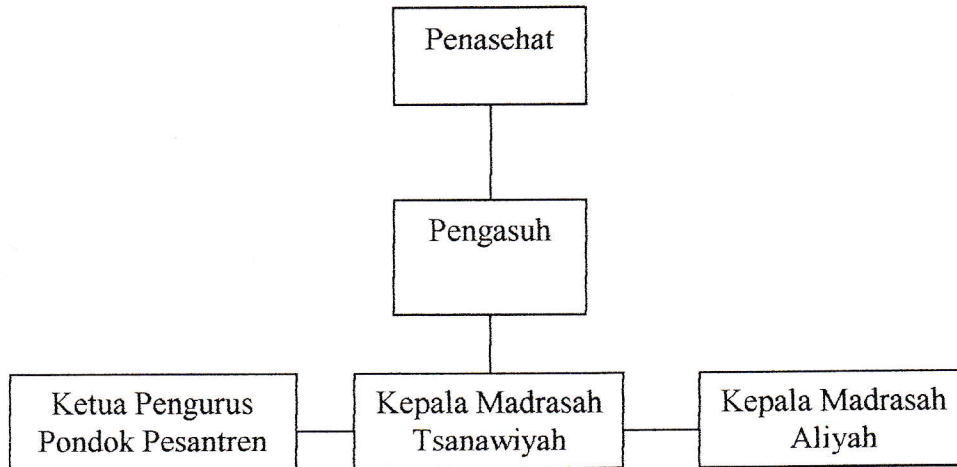 Penasehat
Pengasuh
Ketua Pengurus
Pondok Pesantren
Kepala Madrasah
Tsanawiyah
Kepala Madrasah
Aliyah